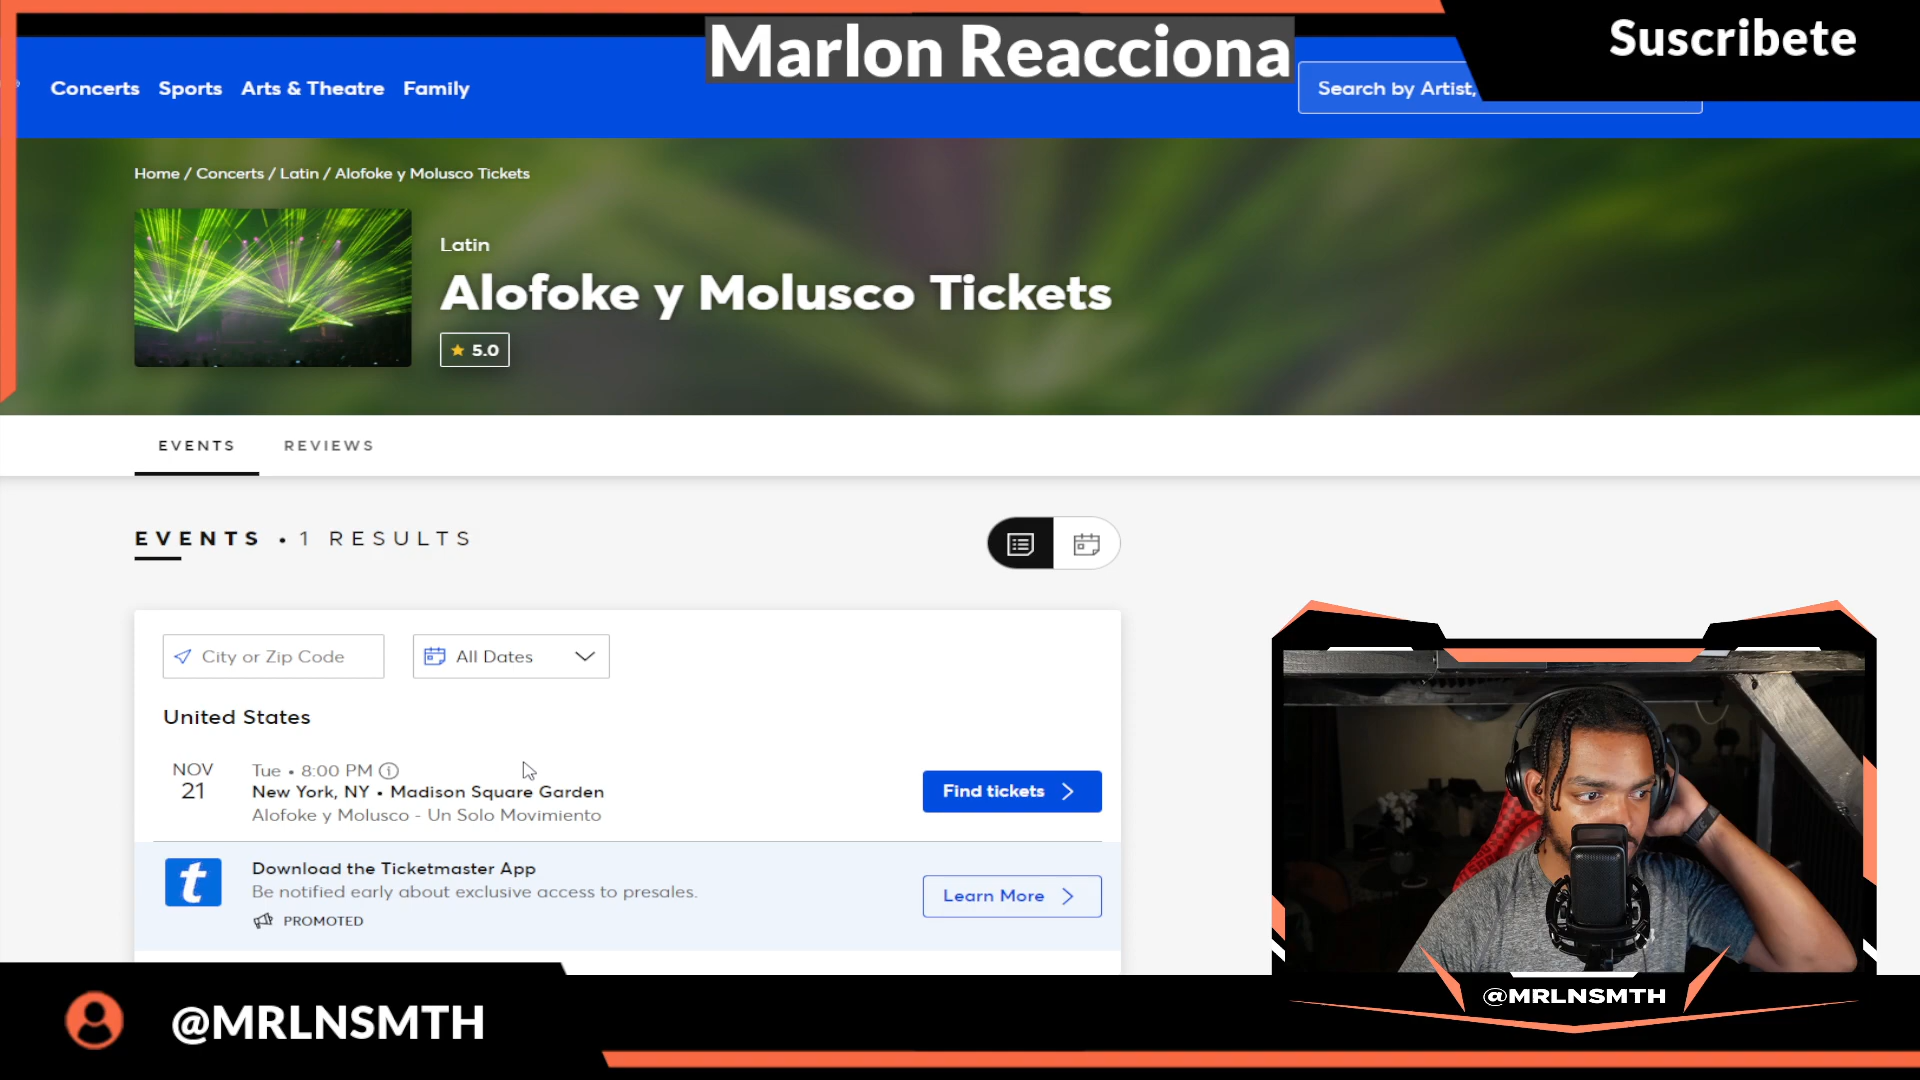 Marlon Reacciona
Suscribete
Concerts Sports Arts & Theatre Family
Search by Artist,
Home / Concerts / Latin / Alofoke y Molusco Tickets
Latin
Alofoke y Molusco Tickets
5.0
EVENTS REVIEWS
EVENTS • 1 RESULTS
City or Zip Code
All Dates
United States
NOV
21
Tue • 8:00 PM
New York, NY • Madison Square Garden
Alofoke y Molusco - Un Solo Movimiento
Find tickets
t
Download the Ticketmaster App
Be notified early about exclusive access to presales.
PROMOTED
Learn More
@MRLNSMTH
@MRLNSMTH